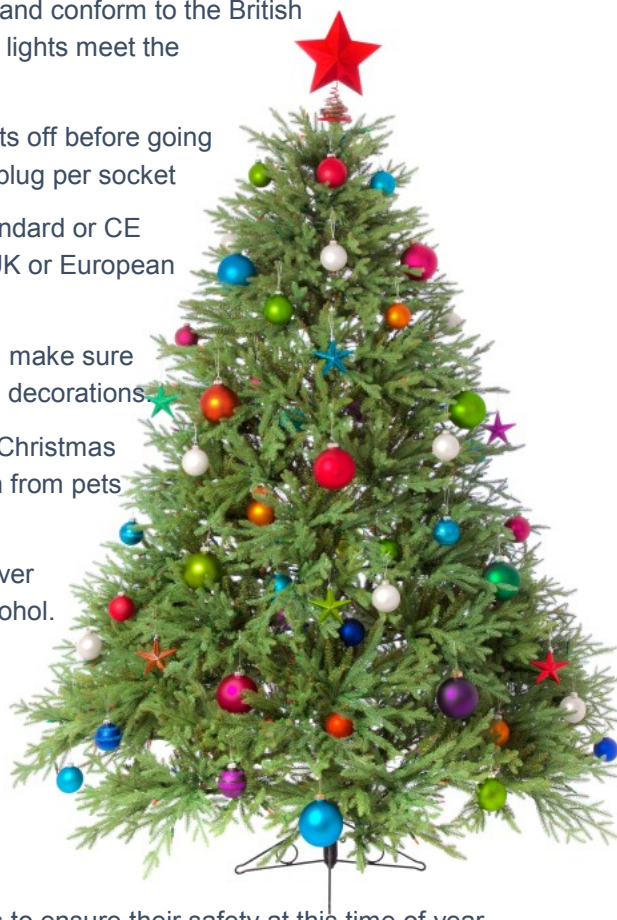 and conform to the British
lights meet the
ts off before going
plug per socket
ndard or CE
UK or European
make sure
decorations.
Christmas
from pets
ver
ohol.
to ensure their safety at this time of year